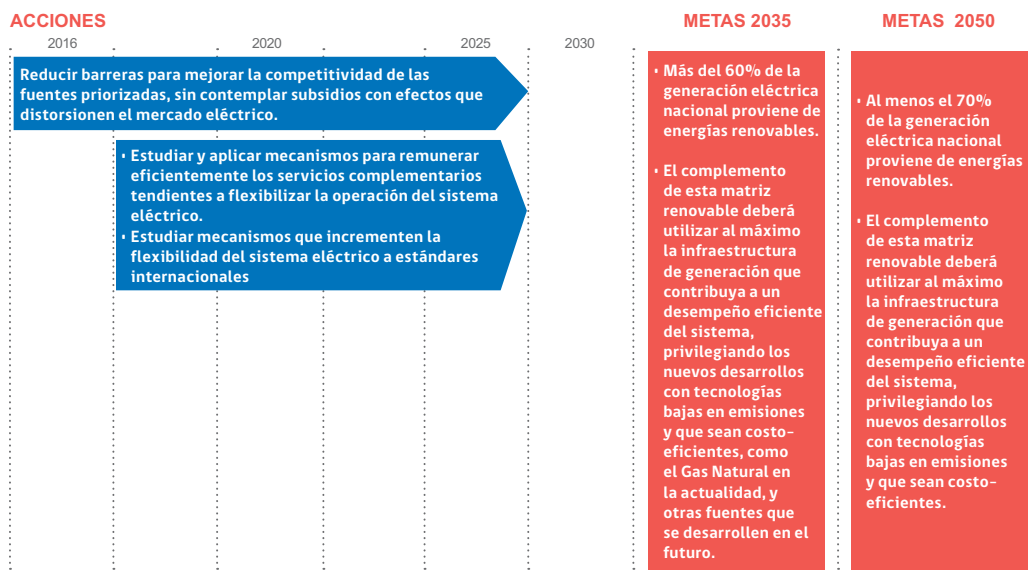 ACCIONES
2016
2020
2025
2030
Reducir barreras para mejorar la competitividad de las
fuentes priorizadas, sin contemplar subsidios con efectos que
distorsionen el mercado eléctrico.
• Estudiar y aplicar mecanismos para remunerar
eficientemente los servicios complementarios
tendientes a flexibilizar la operación del sistema
eléctrico.
• Estudiar mecanismos que incrementen la
flexibilidad del sistema eléctrico a estándares
internacionales
METAS 2035
• Más del 60% de la
generación eléctrica
nacional proviene de
energías renovables.
• El complemento
de esta matriz
renovable deberá
utilizar al máximo
la infraestructura
de generación que
contribuya a un
desempeño eficiente
del sistema,
privilegiando los
nuevos desarrollos
con tecnologías
bajas en emisiones
y que sean costo-
eficientes, como
el Gas Natural en
la actualidad, y
otras fuentes que
se desarrollen en el
futuro.
METAS 2050
• Al menos el 70%
de la generación
eléctrica nacional
proviene de energías
renovables.
• El complemento
de esta matriz
renovable deberá
utilizar al máximo
la infraestructura
de generación que
contribuya a un
desempeño eficiente
del sistema,
privilegiando los
nuevos desarrollos
con tecnologías
bajas en emisiones
y que sean costo-
eficientes.